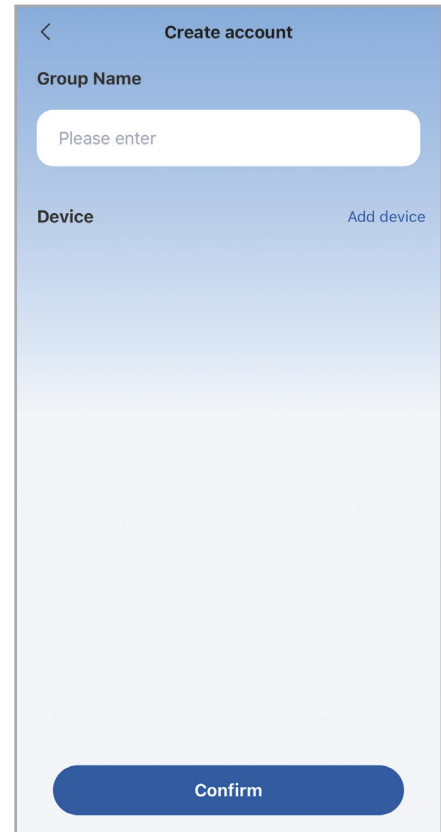 Create account
Group Name
Please enter
Device Add device
Confirm